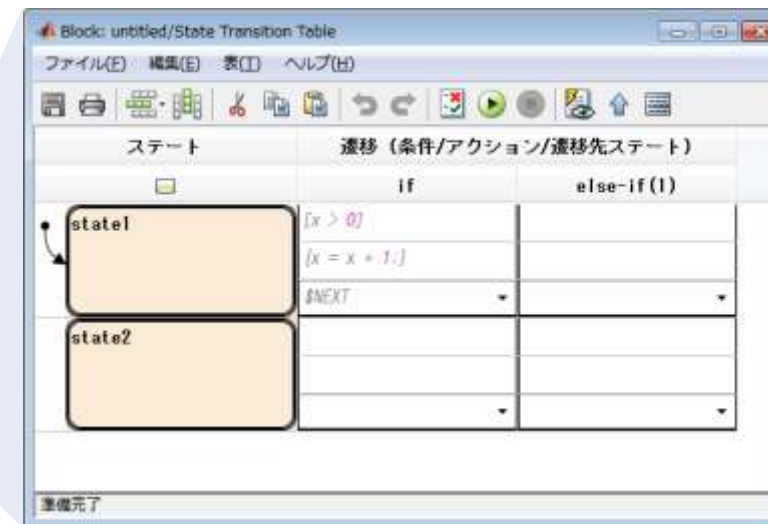 Block: untitled/State Transition Table
ファイル(F) 編集(E) 表(T) ヘルプ(H)
ステート 遷移 (条件/アクション/遷移先ステート)
if else-if(1)
state1 [x > 0]
{x = x + 1;}
$NEXT
state2
準備完了